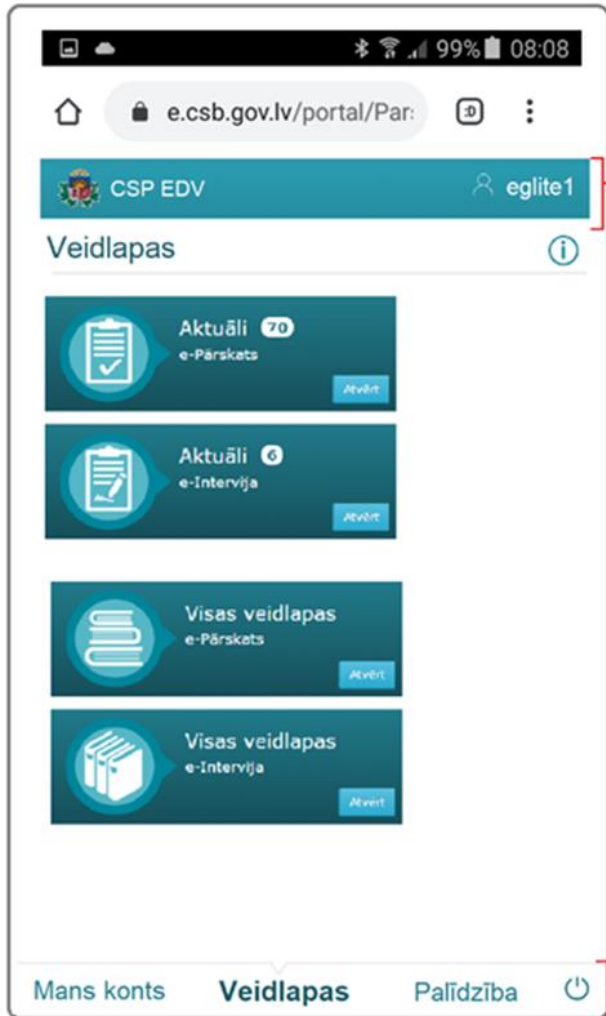 99% 08:08
e.csb.gov.lv/portal/Par
:D
CSP EDV eglite1
Veidlapas
Aktuāli 70
e-Pārskats
Atvērt
Aktuāli 6
e-Intervija
Atvērt
Visas veidlapas
e-Pārskats
Atvērt
Visas veidlapas
e-Intervija
Atvērt
Mans konts Veidlapas Palīdzība